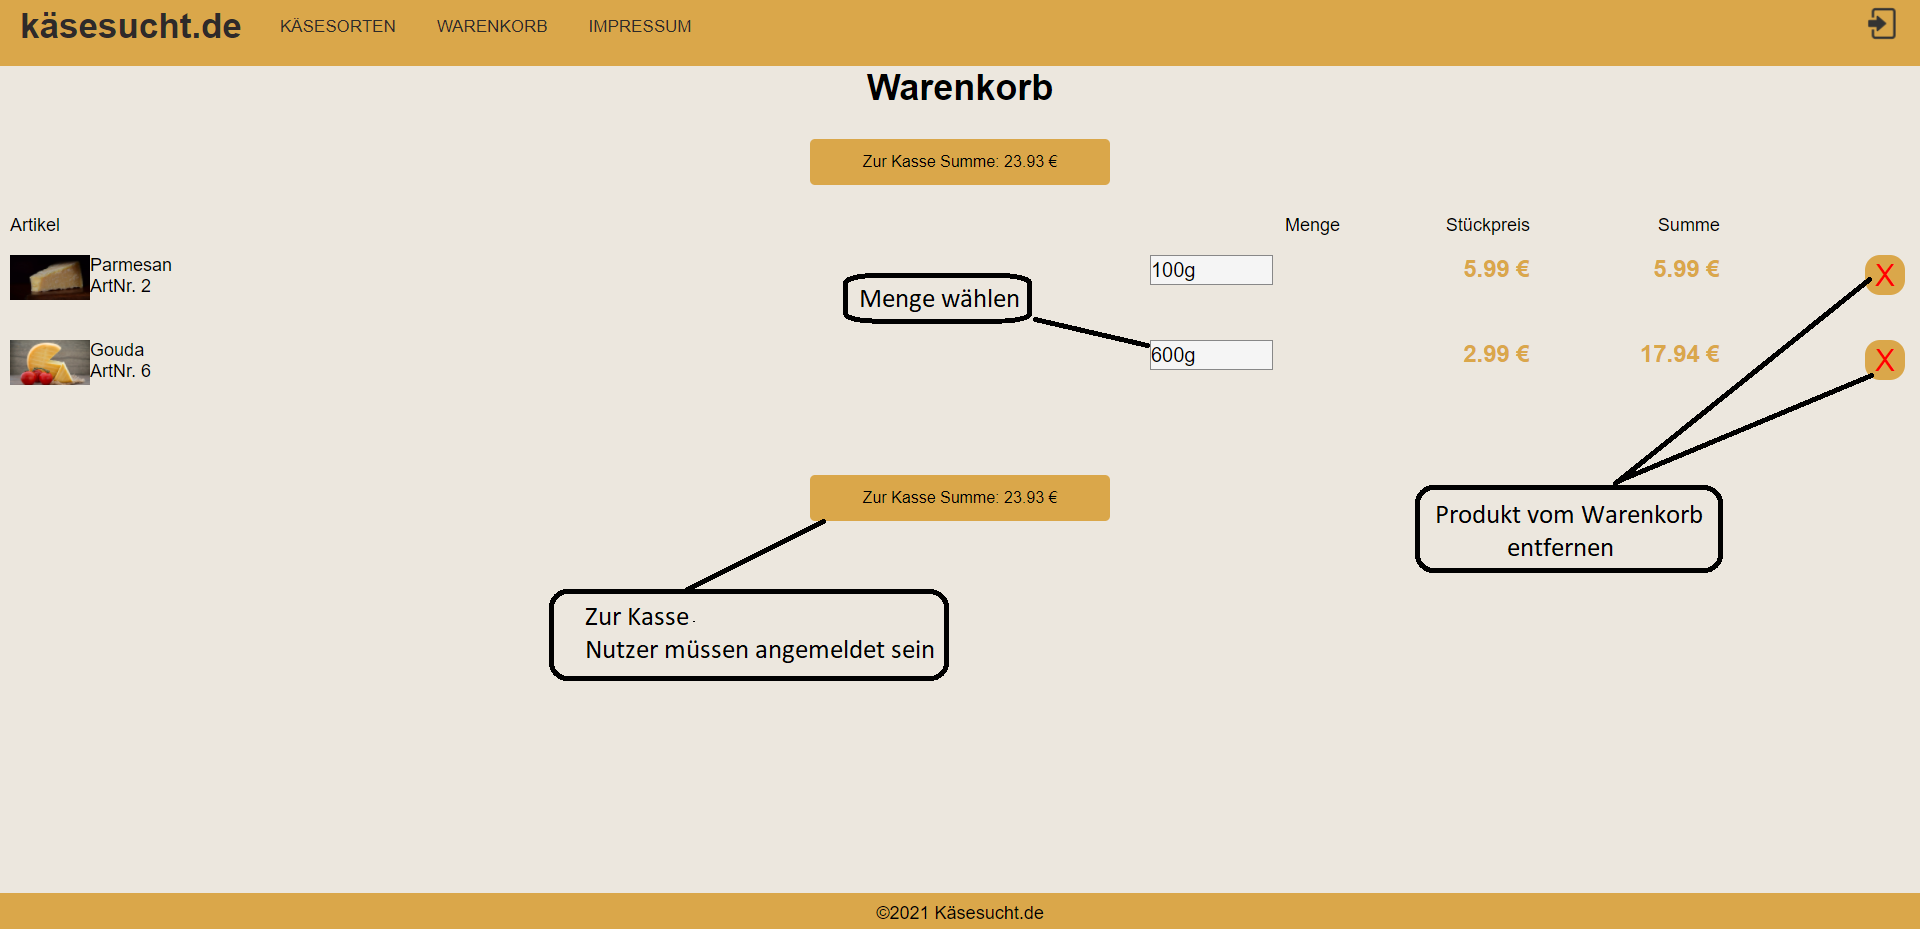 käsesucht.de KÄSESORTEN WARENKORB IMPRESSUM
Warenkorb
Zur Kasse Summe: 23.93 €
Artikel Menge Stückpreis Summe
Parmesan 100g 5.99 € 5.99 € X
ArtNr. 2
Menge wählen
Gouda 600g 2.99 € 17.94 € X
ArtNr. 6
Zur Kasse Summe: 23.93 €
Produkt vom Warenkorb
entfernen
Zur Kasse.
Nutzer müssen angemeldet sein
©2021 Käsesucht.de